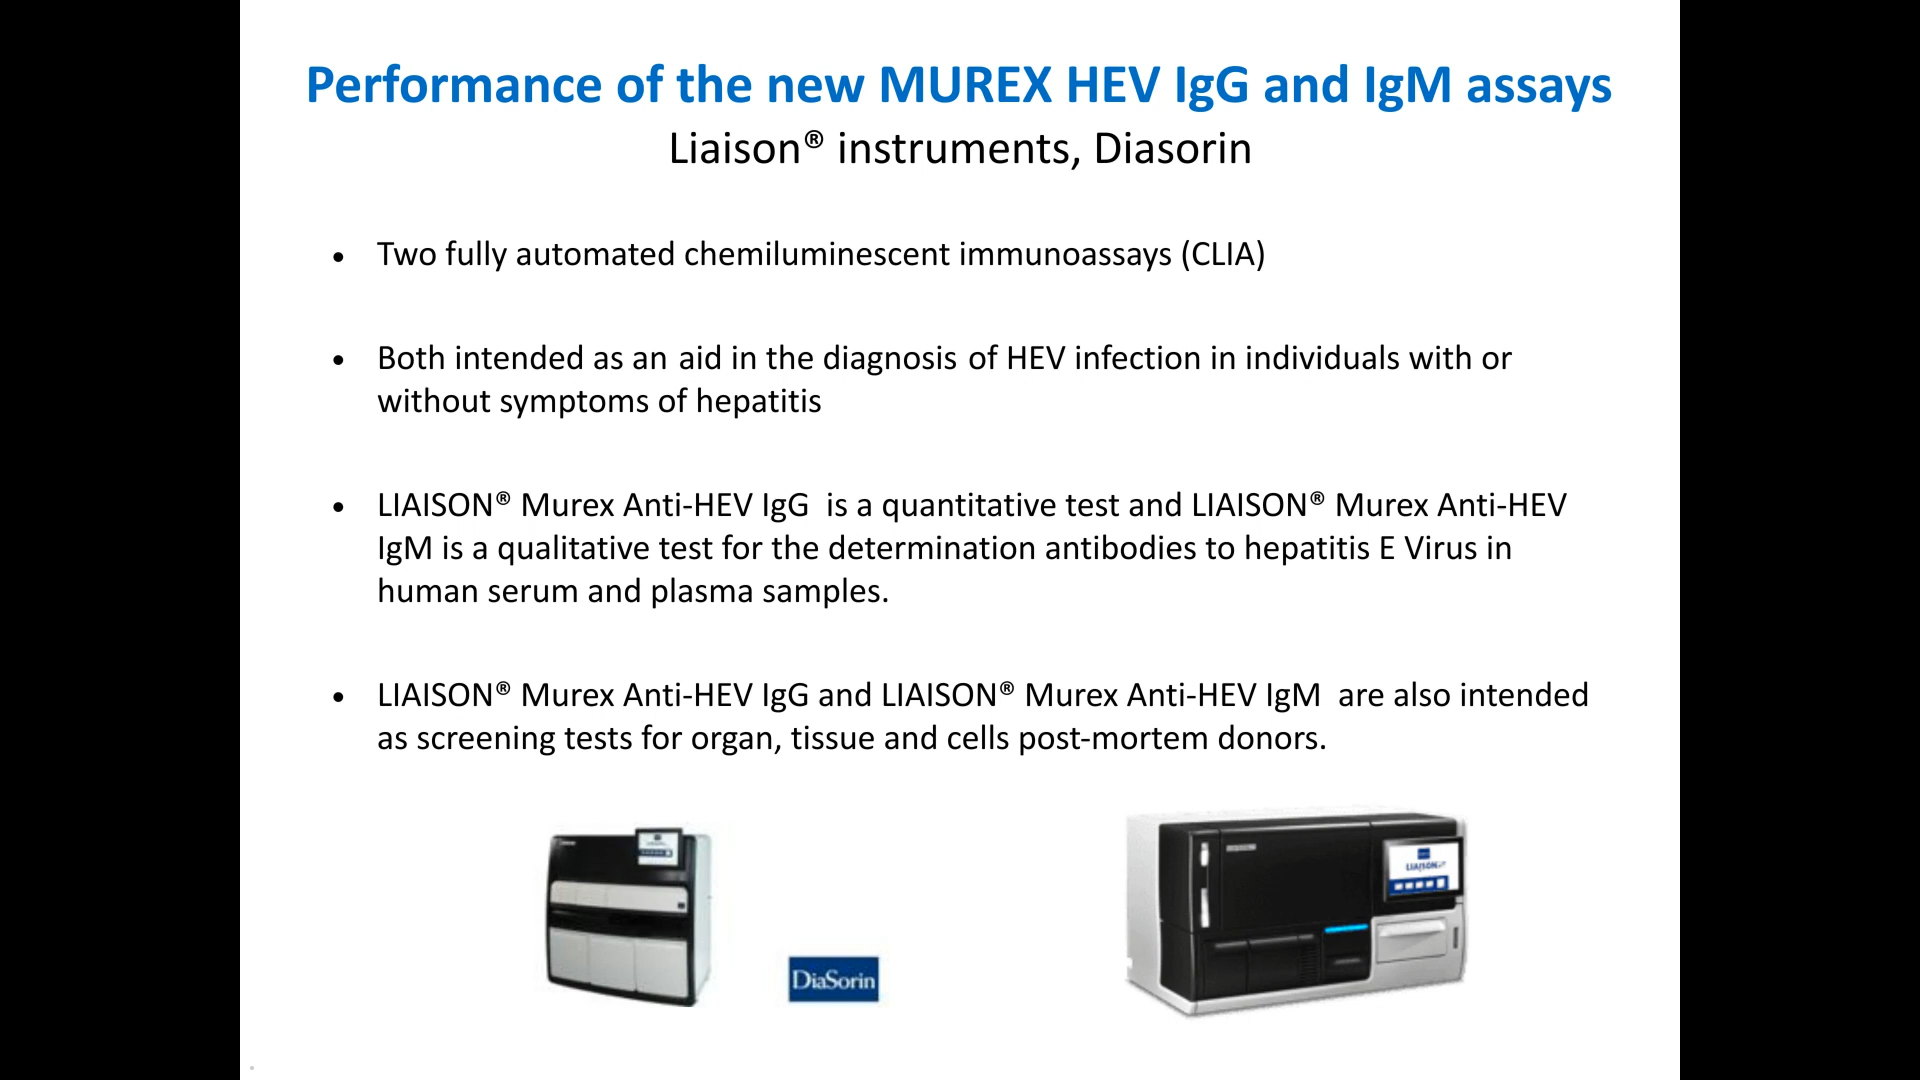 Performance of the new MUREX HEV IgG and IgM assays
Liaison® instruments, Diasorin
• Two fully automated chemiluminescent immunoassays (CLIA)
• Both intended as an aid in the diagnosis of HEV infection in individuals with or
without symptoms of hepatitis
• LIAISON® Murex Anti-HEV IgG is a quantitative test and LIAISON® Murex Anti-HEV
IgM is a qualitative test for the determination antibodies to hepatitis E Virus in
human serum and plasma samples.
• LIAISON® Murex Anti-HEV IgG and LIAISON® Murex Anti-HEV IgM are also intended
as screening tests for organ, tissue and cells post-mortem donors.
DiaSorin
LIAISON